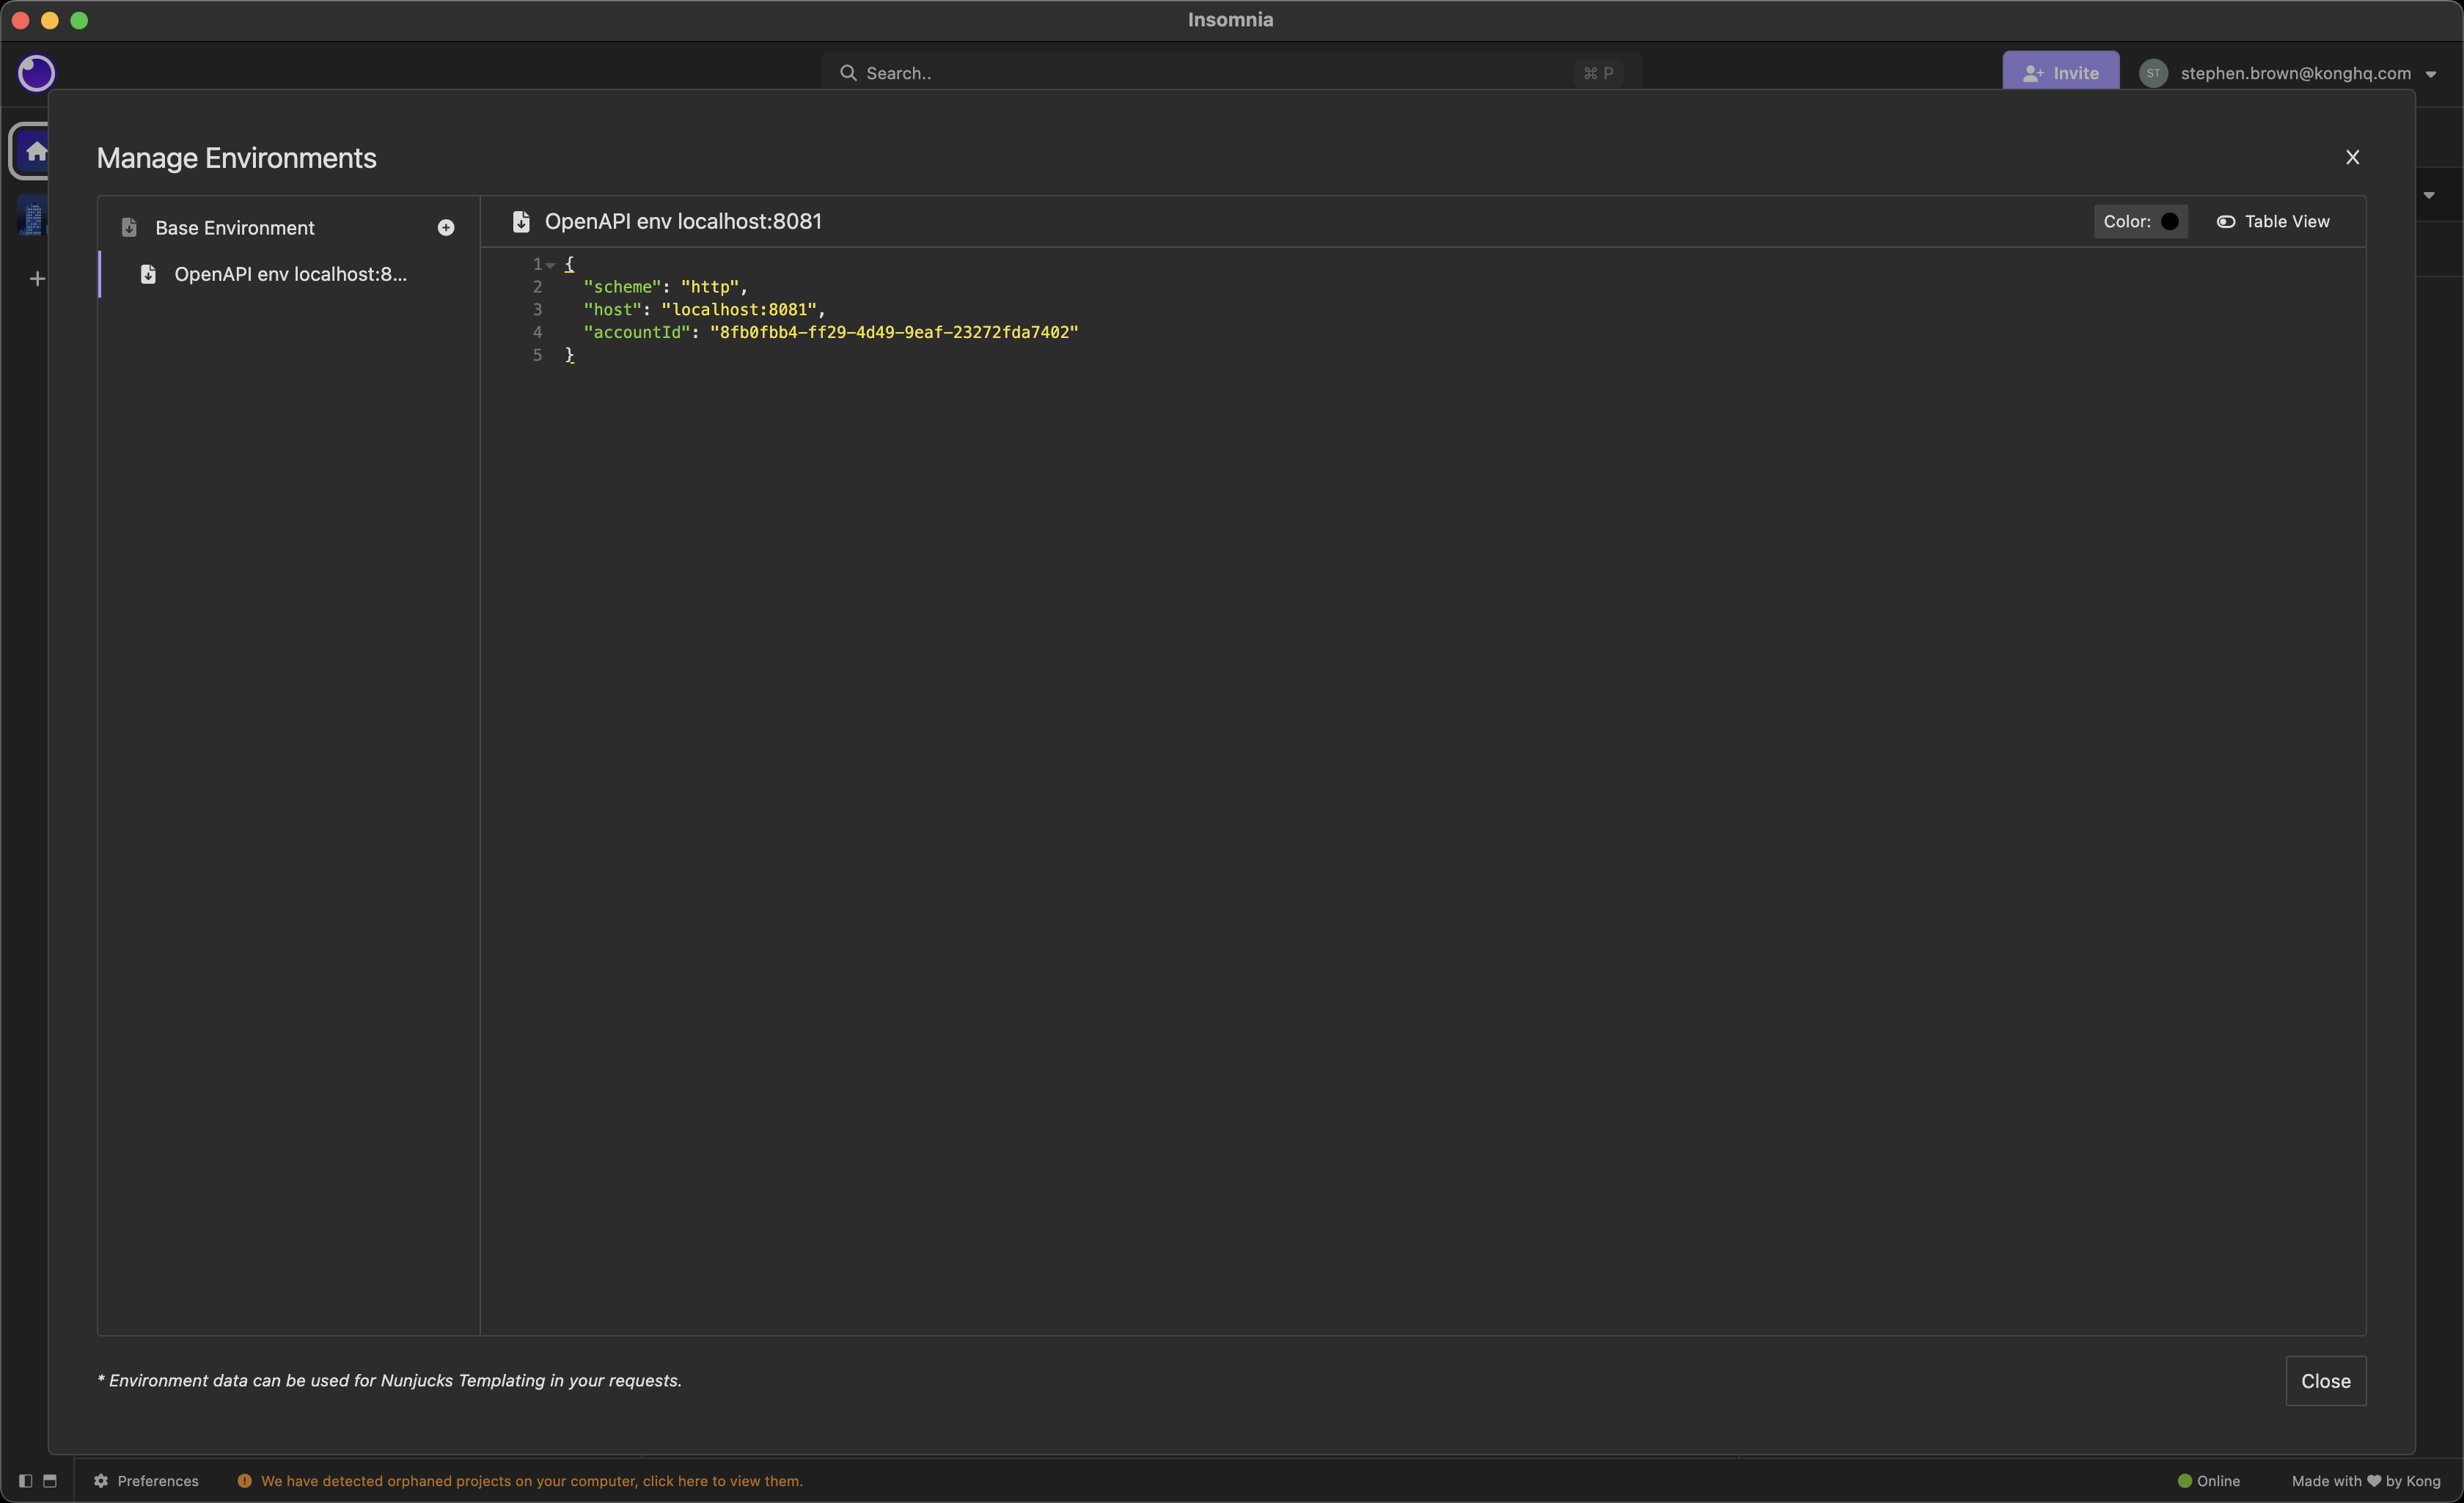 Insomnia
Search..
⌘ P
Invite
ST
stephen.brown@konghq.com
Manage Environments
X
Base Environment
OpenAPI env localhost:8...
OpenAPI env localhost:8081
Color:
Table View
1 {
2 "scheme": "http",
3 "host": "localhost:8081",
4 "accountId": "8fb0fbb4-ff29-4d49-9eaf-23272fda7402"
5 }
* Environment data can be used for Nunjucks Templating in your requests.
Close
Preferences
We have detected orphaned projects on your computer, click here to view them.
Online
Made with ♥ by Kong